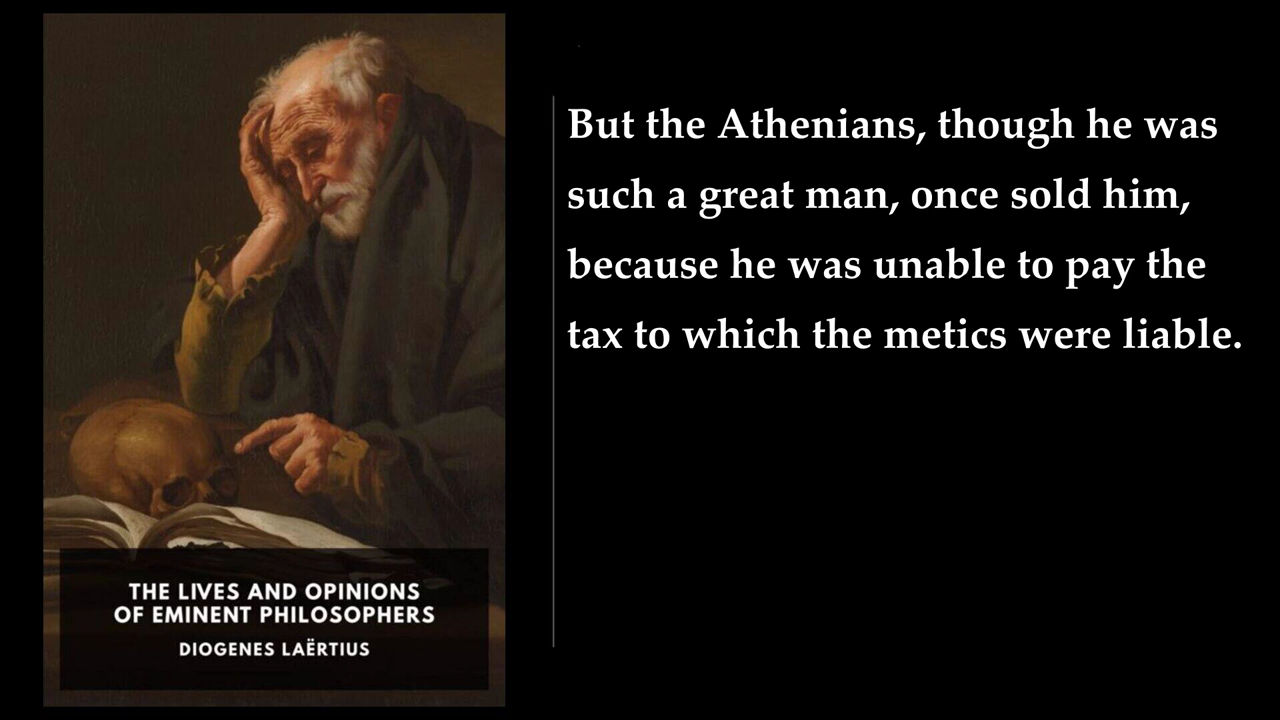 But the Athenians, though he was
such a great man, once sold him,
because he was unable to pay the
tax to which the metics were liable.
THE LIVES AND OPINIONS
OF EMINENT PHILOSOPHERS
DIOGENES LAËRTIUS